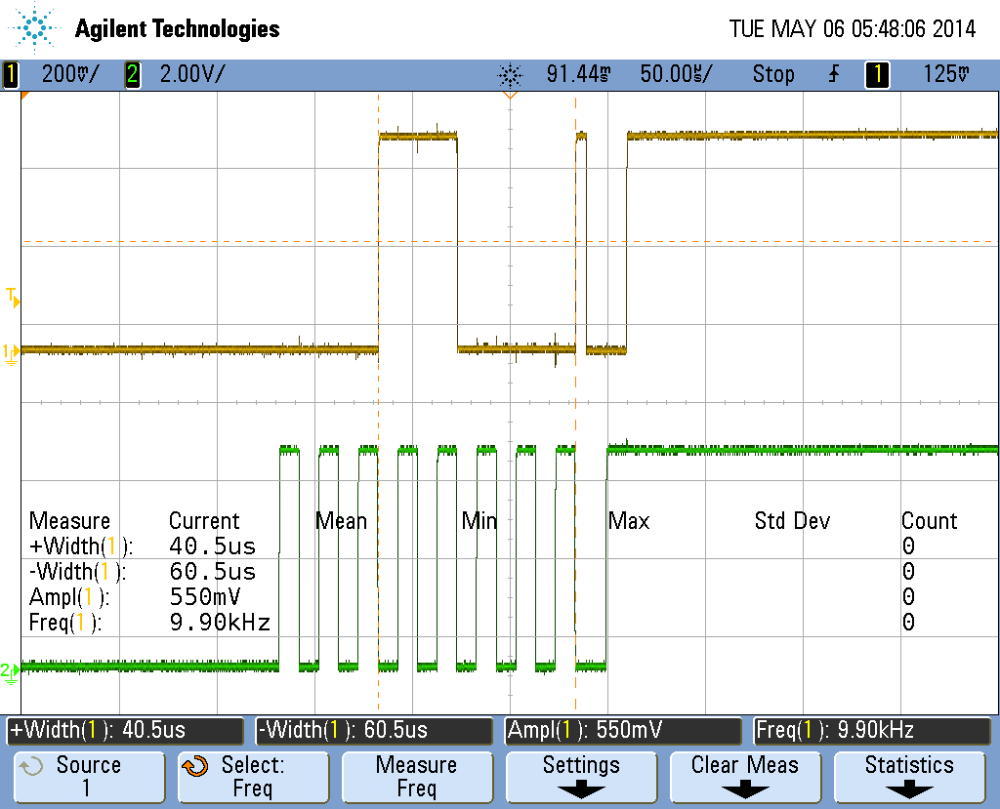 Agilent Technologies TUE MAY 06 05:48:06 2014
1 200mV/ 2 2.00V/ 91.44ms 50.00us/ Stop 1 125mV
T
1
2
Measure Current Mean Min Max Std Dev Count
+Width(1): 40.5us 0
-Width(1): 60.5us 0
Ampl(1): 550mV 0
Freq(1): 9.90kHz 0
+Width(1): 40.5us -Width(1): 60.5us Ampl(1): 550mV Freq(1): 9.90kHz
Source Select: Measure Settings Clear Meas Statistics
1 Freq Freq